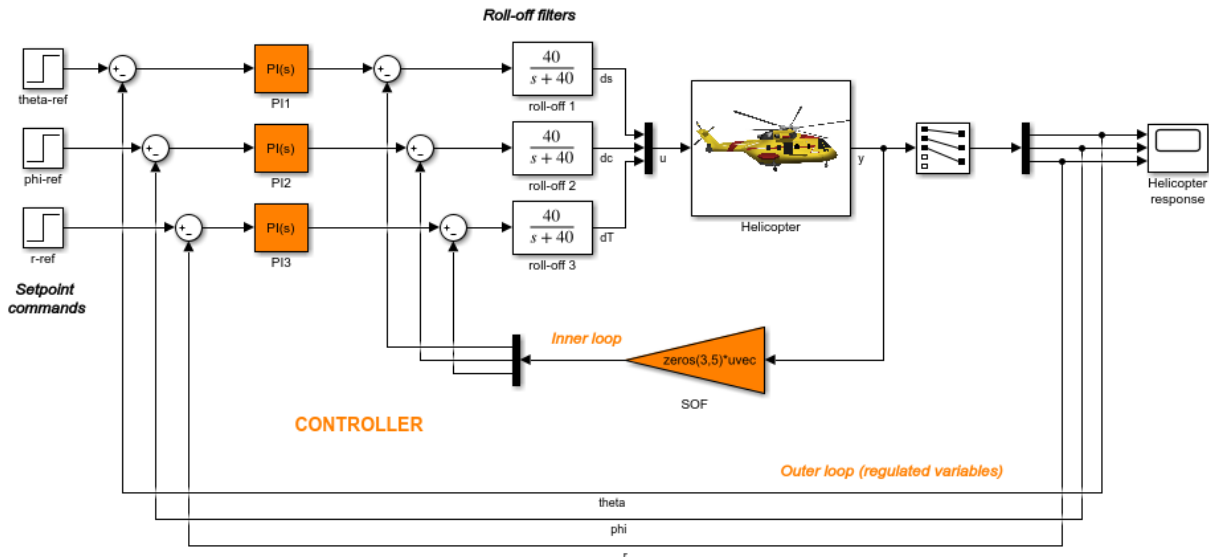 Roll-off filters
theta-ref
+
-
PI(s)
PI1
+
-
40
s + 40
roll-off 1
ds
phi-ref
+
-
PI(s)
PI2
+
-
40
s + 40
roll-off 2
dc
u
Helicopter
y
Helicopter
response
r-ref
+
-
PI(s)
PI3
+
-
40
s + 40
roll-off 3
dT
Setpoint
commands
Inner loop
zeros(3,5)*uvec
SOF
CONTROLLER
Outer loop (regulated variables)
theta
phi
r